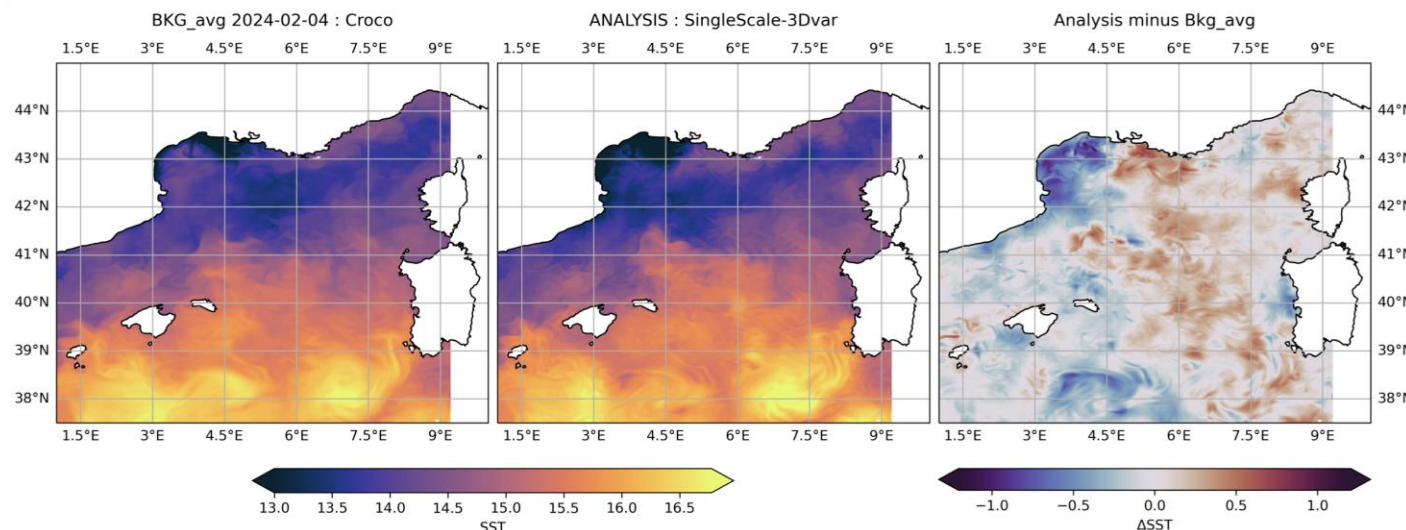 BKG_avg 2024-02-04 : Croco
ANALYSIS : SingleScale-3Dvar
Analysis minus Bkg_avg
1.5°E 3°E 4.5°E 6°E 7.5°E 9°E
1.5°E 3°E 4.5°E 6°E 7.5°E 9°E
1.5°E 3°E 4.5°E 6°E 7.5°E 9°E
44°N
43°N
42°N
41°N
40°N
39°N
38°N
44°N
43°N
42°N
41°N
40°N
39°N
38°N
1.5°E 3°E 4.5°E 6°E 7.5°E 9°E
1.5°E 3°E 4.5°E 6°E 7.5°E 9°E
1.5°E 3°E 4.5°E 6°E 7.5°E 9°E
13.0 13.5 14.0 14.5 15.0 15.5 16.0 16.5
SST
−1.0 −0.5 0.0 0.5 1.0
ΔSST